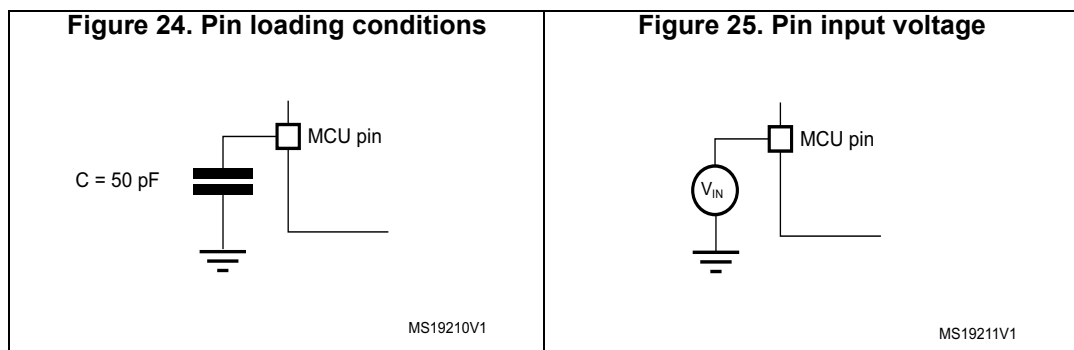 Figure 24. Pin loading conditions
MCU pin
C = 50 pF
MS19210V1
Figure 25. Pin input voltage
MCU pin
VIN
MS19211V1